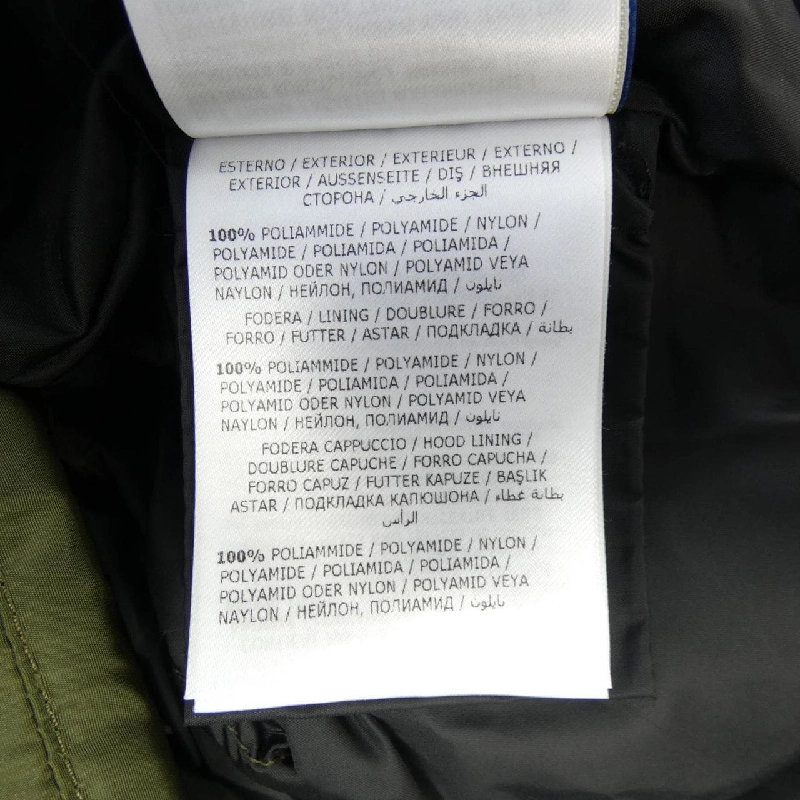 ESTERNO / EXTERIOR / EXTERIEUR / EXTERNO /
EXTERIOR / AUSSENSEITE / DIŞ / ВНЕШНЯЯ
СТОРОНА / الجزء الخارجي
100% POLIAMMIDE / POLYAMIDE / NYLON /
POLYAMIDE / POLIAMIDA / POLIAMIDA /
POLYAMID ODER NYLON / POLYAMID VEYA
NAYLON / НЕЙЛОН, ПОЛИАМИД / نايلون
FODERA / LINING / DOUBLURE / FORRO /
FORRO / FUTTER / ASTAR / ПОДКЛАДКА / بطانة
100% POLIAMMIDE / POLYAMIDE / NYLON /
POLYAMIDE / POLIAMIDA / POLIAMIDA /
POLYAMID ODER NYLON / POLYAMID VEYA
NAYLON / НЕЙЛОН, ПОЛИАМИД / نايلون
FODERA CAPPUCCIO / HOOD LINING /
DOUBLURE CAPUCHE / FORRO CAPUCHA /
FORRO CAPUZ / FUTTER KAPUZE / BAŞLIK
ASTAR / ПОДКЛАДКА КАПЮШОНА / بطانة غطاء
الرأس
100% POLIAMMIDE / POLYAMIDE / NYLON /
POLYAMIDE / POLIAMIDA / POLIAMIDA /
POLYAMID ODER NYLON / POLYAMID VEYA
NAYLON / НЕЙЛОН, ПОЛИАМИД / نايلون